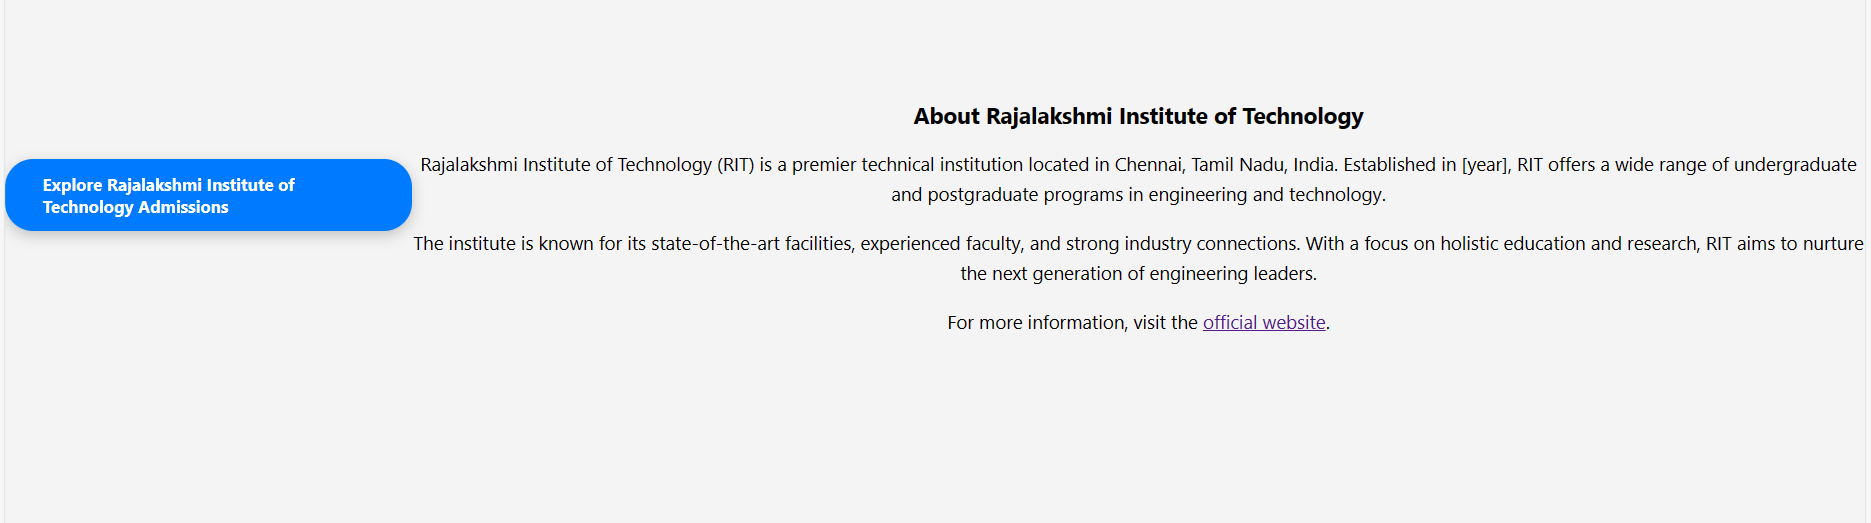 About Rajalakshmi Institute of Technology
Explore Rajalakshmi Institute of
Technology Admissions
Rajalakshmi Institute of Technology (RIT) is a premier technical institution located in Chennai, Tamil Nadu, India. Established in [year], RIT offers a wide range of undergraduate
and postgraduate programs in engineering and technology.
The institute is known for its state-of-the-art facilities, experienced faculty, and strong industry connections. With a focus on holistic education and research, RIT aims to nurture
the next generation of engineering leaders.
For more information, visit the official website.